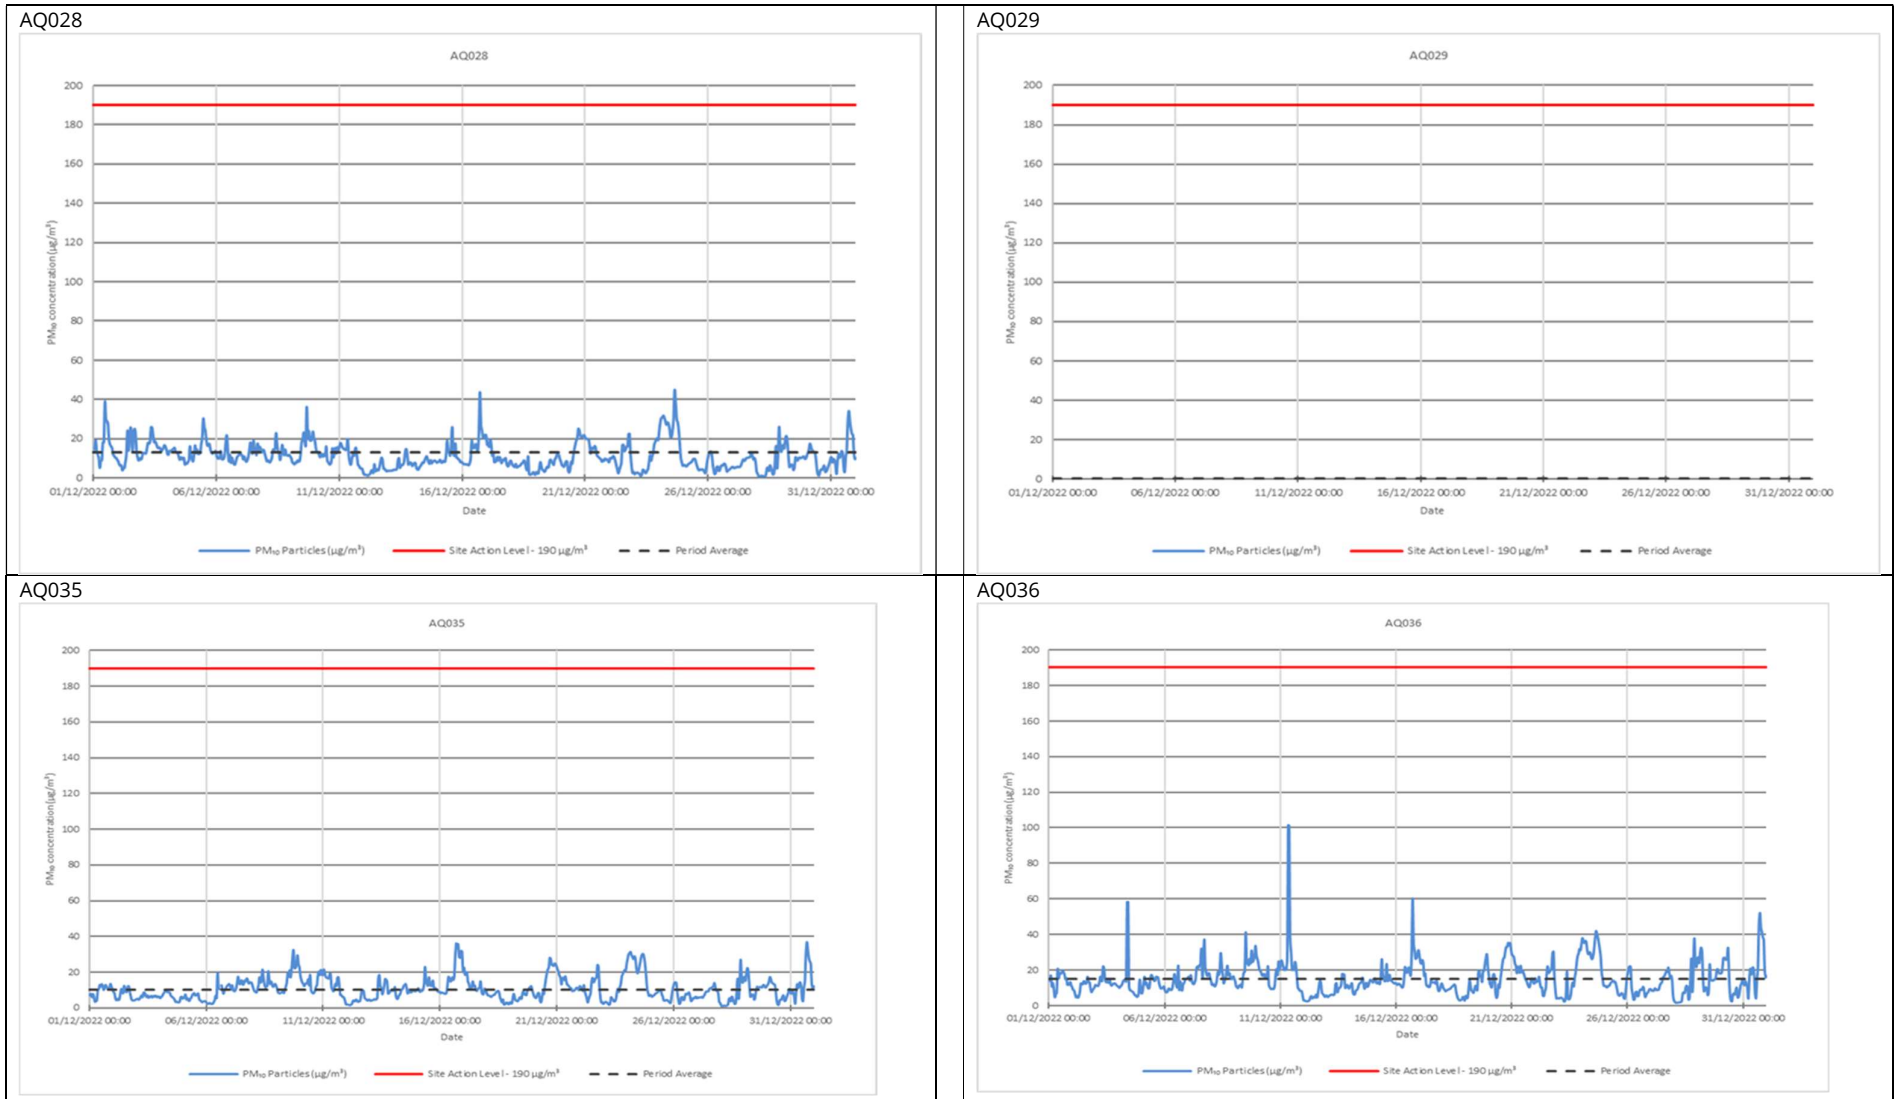 AQ028
AQ028
200
180
160
140
120
100
80
60
40
20
0
PM₁₀ concentration (µg/m³)
01/12/2022 00:00 06/12/2022 00:00 11/12/2022 00:00 16/12/2022 00:00 21/12/2022 00:00 26/12/2022 00:00 31/12/2022 00:00
Date
PM₁₀ Particles (µg/m³) Site Action Level - 190 µg/m³ Period Average
AQ029
AQ029
200
180
160
140
120
100
80
60
40
20
0
PM₁₀ concentration (µg/m³)
01/12/2022 00:00 06/12/2022 00:00 11/12/2022 00:00 16/12/2022 00:00 21/12/2022 00:00 26/12/2022 00:00 31/12/2022 00:00
Date
PM₁₀ Particles (µg/m³) Site Action Level - 190 µg/m³ Period Average
AQ035
AQ035
200
180
160
140
120
100
80
60
40
20
0
PM₁₀ concentration (µg/m³)
01/12/2022 00:00 06/12/2022 00:00 11/12/2022 00:00 16/12/2022 00:00 21/12/2022 00:00 26/12/2022 00:00 31/12/2022 00:00
Date
PM₁₀ Particles (µg/m³) Site Action Level - 190 µg/m³ Period Average
AQ036
AQ036
200
180
160
140
120
100
80
60
40
20
0
PM₁₀ concentration (µg/m³)
01/12/2022 00:00 06/12/2022 00:00 11/12/2022 00:00 16/12/2022 00:00 21/12/2022 00:00 26/12/2022 00:00 31/12/2022 00:00
Date
PM₁₀ Particles (µg/m³) Site Action Level - 190 µg/m³ Period Average